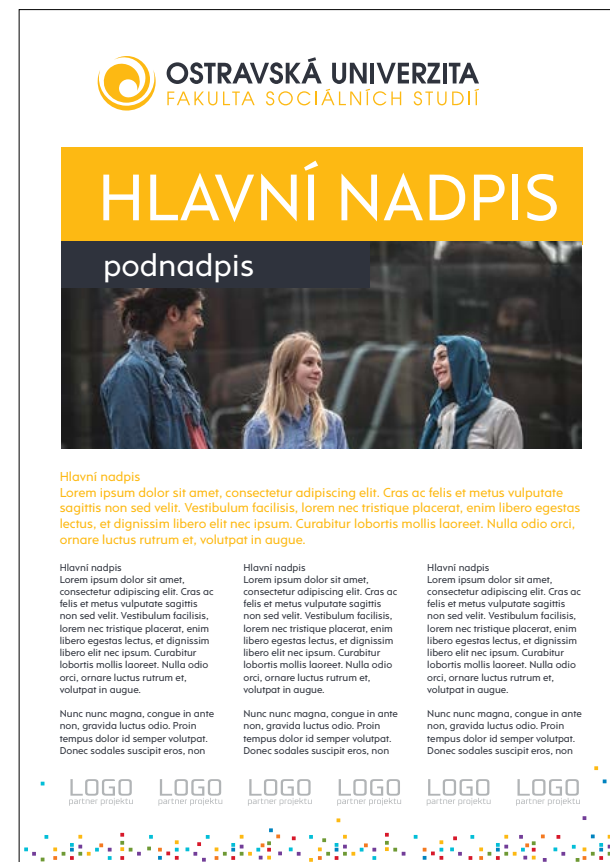 OSTRAVSKÁ UNIVERZITA
FAKULTA SOCIÁLNÍCH STUDIÍ
HLAVNÍ NADPIS
podnadpis
Hlavní nadpis
Lorem ipsum dolor sit amet, consectetur adipiscing elit. Cras ac felis et metus vulputate
sagittis non sed velit. Vestibulum facilisis, lorem nec tristique placerat, enim libero egestas
lectus, et dignissim libero elit nec ipsum. Curabitur lobortis mollis laoreet. Nulla odio orci,
ornare luctus rutrum et, volutpat in augue.
Hlavní nadpis
Lorem ipsum dolor sit amet,
consectetur adipiscing elit. Cras ac
felis et metus vulputate sagittis
non sed velit. Vestibulum facilisis,
lorem nec tristique placerat, enim
libero egestas lectus, et dignissim
libero elit nec ipsum. Curabitur
lobortis mollis laoreet. Nulla odio
orci, ornare luctus rutrum et,
volutpat in augue.
Nunc nunc magna, congue in ante
non, gravida luctus odio. Proin
tempus dolor id semper volutpat.
Donec sodales suscipit eros, non
Hlavní nadpis
Lorem ipsum dolor sit amet,
consectetur adipiscing elit. Cras ac
felis et metus vulputate sagittis
non sed velit. Vestibulum facilisis,
lorem nec tristique placerat, enim
libero egestas lectus, et dignissim
libero elit nec ipsum. Curabitur
lobortis mollis laoreet. Nulla odio
orci, ornare luctus rutrum et,
volutpat in augue.
Nunc nunc magna, congue in ante
non, gravida luctus odio. Proin
tempus dolor id semper volutpat.
Donec sodales suscipit eros, non
Hlavní nadpis
Lorem ipsum dolor sit amet,
consectetur adipiscing elit. Cras ac
felis et metus vulputate sagittis
non sed velit. Vestibulum facilisis,
lorem nec tristique placerat, enim
libero egestas lectus, et dignissim
libero elit nec ipsum. Curabitur
lobortis mollis laoreet. Nulla odio
orci, ornare luctus rutrum et,
volutpat in augue.
Nunc nunc magna, congue in ante
non, gravida luctus odio. Proin
tempus dolor id semper volutpat.
Donec sodales suscipit eros, non
LOGO LOGO LOGO LOGO LOGO LOGO
partner projektu partner projektu partner projektu partner projektu partner projektu partner projektu